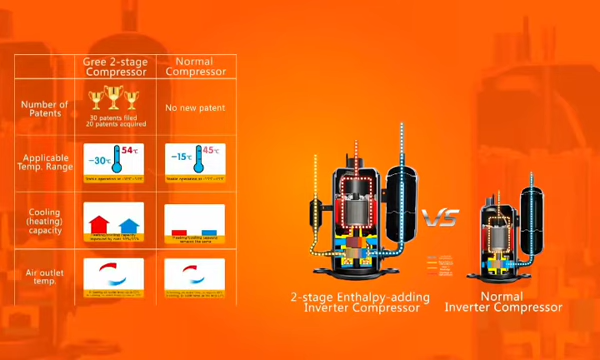 Gree 2-stage
Compressor
Normal
Compressor
Number of
Patents
30 patents filed
20 patents acquired
No new patent
Applicable
Temp. Range
-30℃
54℃
-15℃
45℃
Cooling
(heating)
capacity
Air outlet
temp.
VS
2-stage Enthalpy-adding
Inverter Compressor
Normal
Inverter Compressor